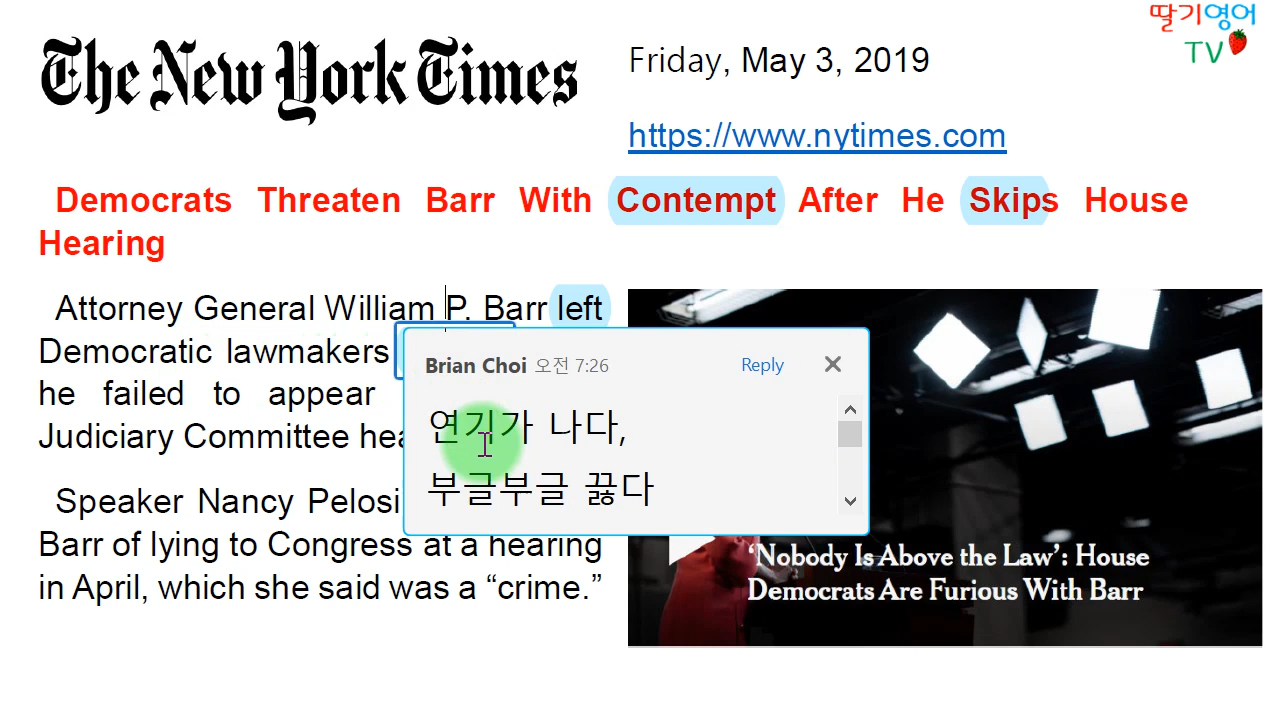 딸기영어
TV
The New York Times
Friday, May 3, 2019
https://www.nytimes.com
Democrats Threaten Barr With Contempt After He Skips House
Hearing
Attorney General William P. Barr left
Democratic lawmakers
he failed to appear
Judiciary Committee hea
Speaker Nancy Pelosi
Barr of lying to Congress at a hearing
in April, which she said was a “crime.”
Brian Choi 오전 7:26 Reply
연기가 나다,
부글부글 끓다
‘Nobody Is Above the Law’: House
Democrats Are Furious With Barr